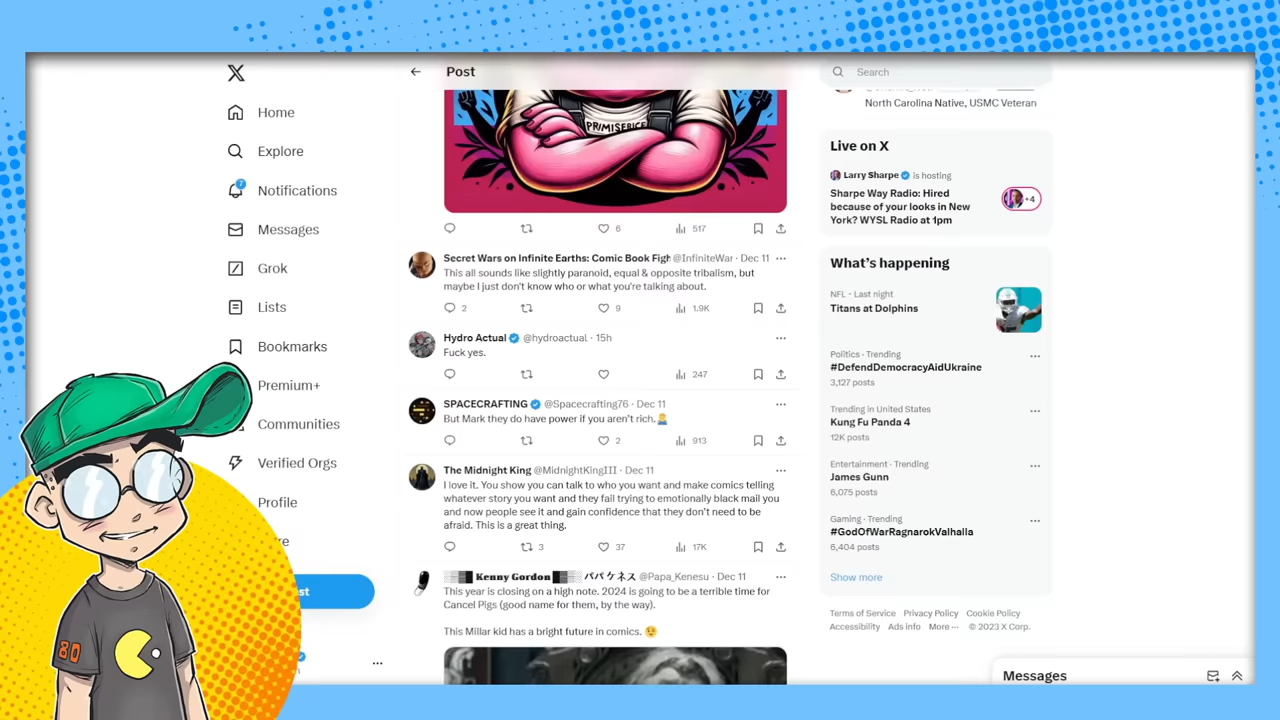 Post
Search
PRIMISERICE
North Carolina Native, USMC Veteran
Home
Explore
7
Notifications
Messages
Grok
Lists
Bookmarks
Premium+
Communities
Verified Orgs
Profile
6
517
Secret Wars on Infinite Earths: Comic Book Figh @InfiniteWar · Dec 11
This all sounds like slightly paranoid, equal & opposite tribalism, but
maybe I just don't know who or what you're talking about.
2
9
1.9K
Hydro Actual @hydroactual · 15h
Fuck yes.
247
SPACECRAFTING @Spacecrafting76 · Dec 11
But Mark they do have power if you aren't rich.
2
913
The Midnight King @MidnightKingIII · Dec 11
I love it. You show you can talk to who you want and make comics telling
whatever story you want and they fail trying to emotionally black mail you
and now people see it and gain confidence that they don't need to be
afraid. This is a great thing.
3
37
17K
░▒▓█ Kenny Gordon █▓▒░ パパ ケネス @Papa_Kenesu · Dec 11
This year is closing on a high note. 2024 is going to be a terrible time for
Cancel Pigs (good name for them, by the way).
This Millar kid has a bright future in comics.
Live on X
Larry Sharpe is hosting
Sharpe Way Radio: Hired
because of your looks in New
York? WYSL Radio at 1pm
+4
What's happening
NFL · Last night
Titans at Dolphins
Politics · Trending
#DefendDemocracyAidUkraine
3,127 posts
Trending in United States
Kung Fu Panda 4
12K posts
Entertainment · Trending
James Gunn
6,075 posts
Gaming · Trending
#GodOfWarRagnarokValhalla
6,404 posts
Show more
Terms of Service Privacy Policy Cookie Policy
Accessibility Ads info More ··· © 2023 X Corp.
Messages
80